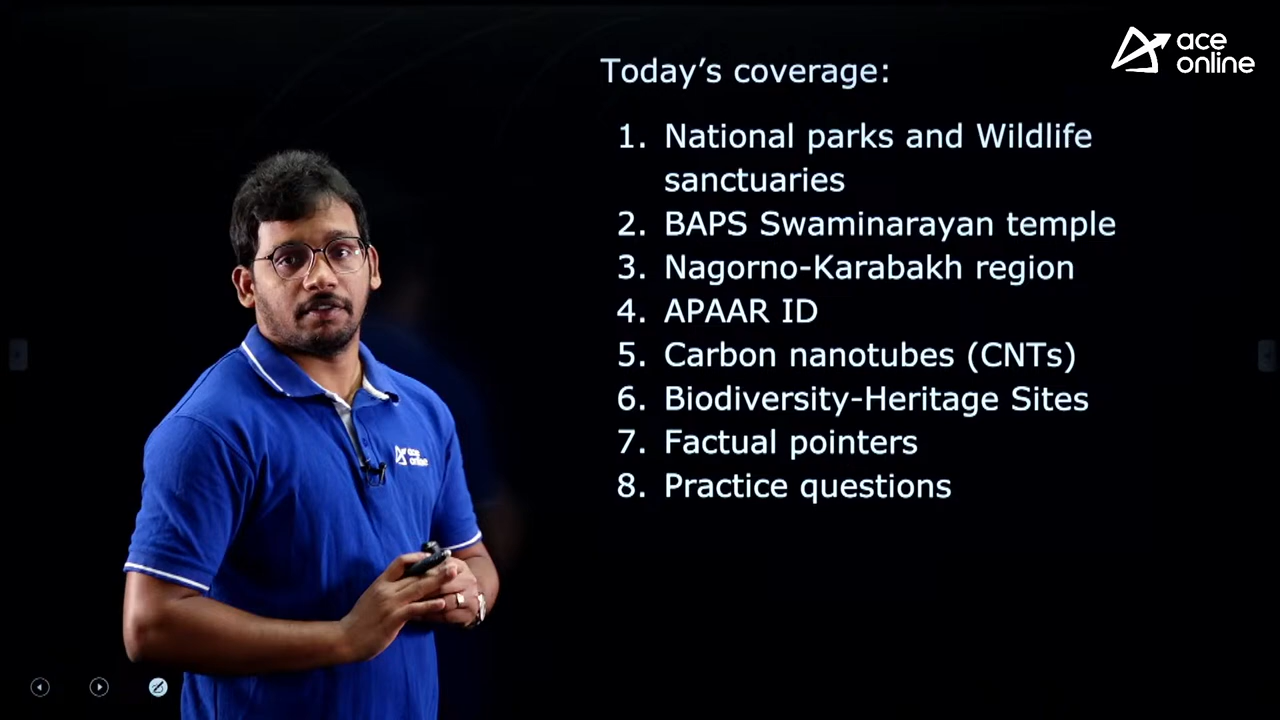 ace
online
Today's coverage:
1. National parks and Wildlife
sanctuaries
2. BAPS Swaminarayan temple
3. Nagorno-Karabakh region
4. APAAR ID
5. Carbon nanotubes (CNTs)
6. Biodiversity-Heritage Sites
7. Factual pointers
8. Practice questions
ace
online